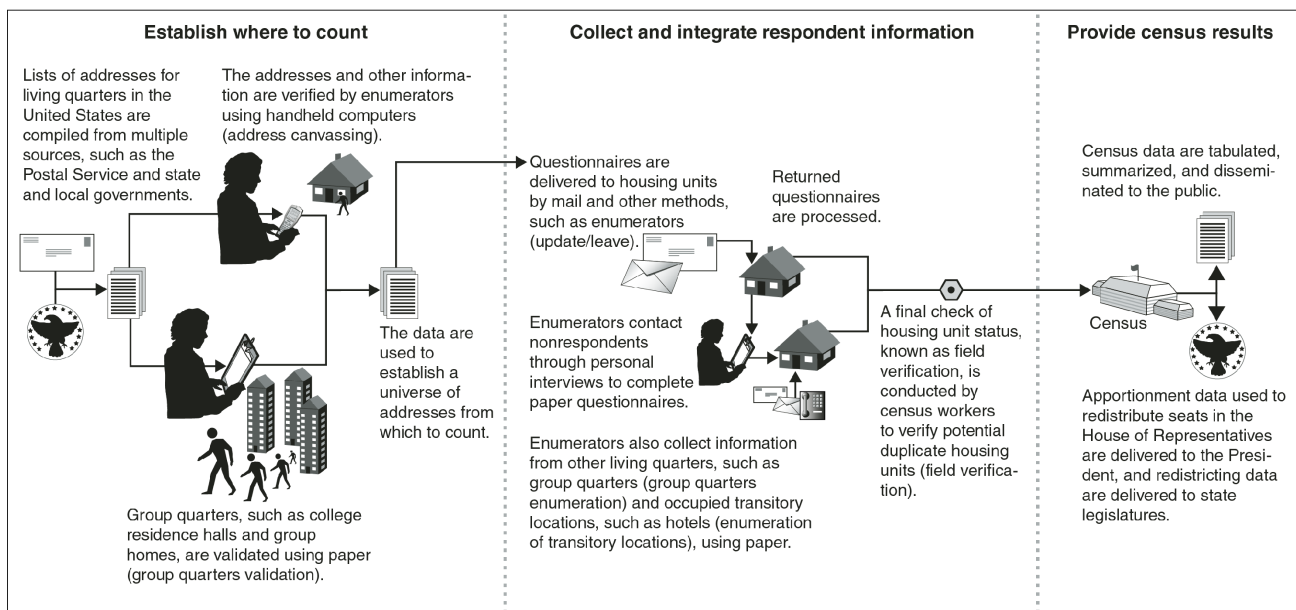 Establish where to count
Lists of addresses for
living quarters in the
United States are
compiled from multiple
sources, such as the
Postal Service and state
and local governments.
The addresses and other informa-
tion are verified by enumerators
using handheld computers
(address canvassing).
The data are
used to
establish a
universe of
addresses from
which to count.
Group quarters, such as college
residence halls and group
homes, are validated using paper
(group quarters validation).
Collect and integrate respondent information
Questionnaires are
delivered to housing units
by mail and other methods,
such as enumerators
(update/leave).
Returned
questionnaires
are processed.
Enumerators contact
nonrespondents
through personal
interviews to complete
paper questionnaires.
Enumerators also collect information
from other living quarters, such as
group quarters (group quarters
enumeration) and occupied transitory
locations, such as hotels (enumeration
of transitory locations), using paper.
A final check of
housing unit status,
known as field
verification, is
conducted by
census workers
to verify potential
duplicate housing
units (field verifica-
tion).
Provide census results
Census data are tabulated,
summarized, and dissemi-
nated to the public.
Census
Apportionment data used to
redistribute seats in the
House of Representatives
are delivered to the Presi-
dent, and redistricting data
are delivered to state
legislatures.